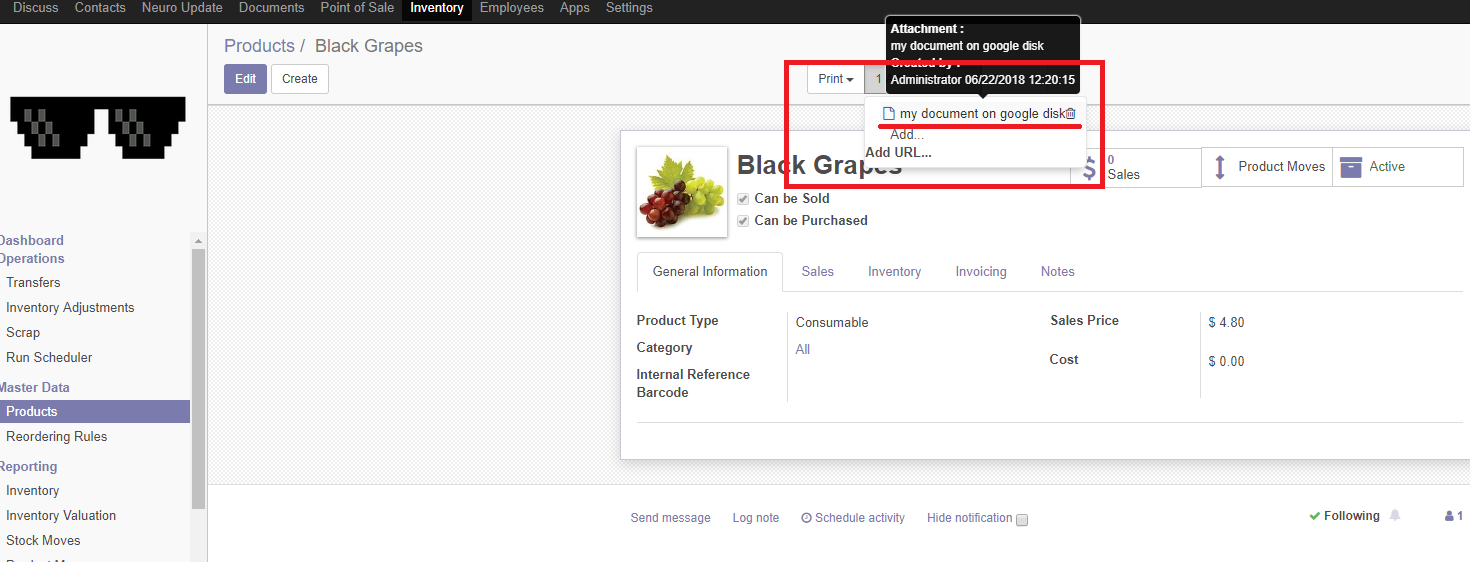 Discuss Contacts Neuro Update Documents Point of Sale Inventory Employees Apps Settings
Products / Black Grapes
Edit Create
Print 1
Attachment :
my document on google disk
Created by :
Administrator 06/22/2018 12:20:15
my document on google disk
Add...
Add URL...
Black Grapes
Can be Sold
Can be Purchased
0
Sales
Product Moves
Active
General Information Sales Inventory Invoicing Notes
Product Type Consumable
Category All
Internal Reference
Barcode
Sales Price $ 4.80
Cost $ 0.00
Dashboard
Operations
Transfers
Inventory Adjustments
Scrap
Run Scheduler
Master Data
Products
Reordering Rules
Reporting
Inventory
Inventory Valuation
Stock Moves
Send message Log note Schedule activity Hide notification
Following 1